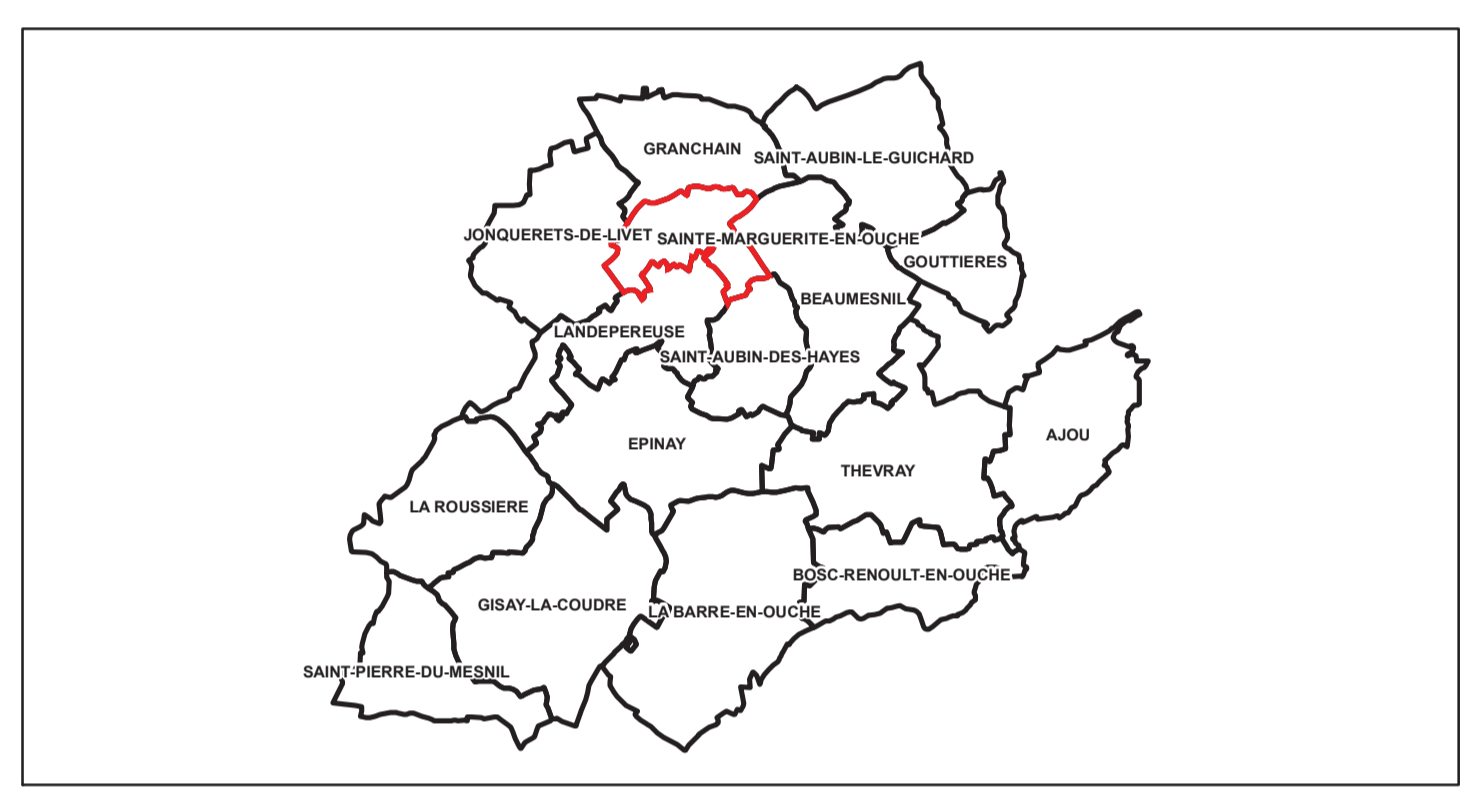 GRANCHAIN
SAINT-AUBIN-LE-GUICHARD
JONQUERETS-DE-LIVET
SAINTE-MARGUERITE-EN-OUCHE
GOUTTIERES
BEAUMESNIL
LANDEPEREUSE
SAINT-AUBIN-DES-HAYES
AJOU
EPINAY
THEVRAY
LA ROUSSIERE
BOSC-RENOULT-EN-OUCHE
GISAY-LA-COUDRE
LA BARRE-EN-OUCHE
SAINT-PIERRE-DU-MESNIL